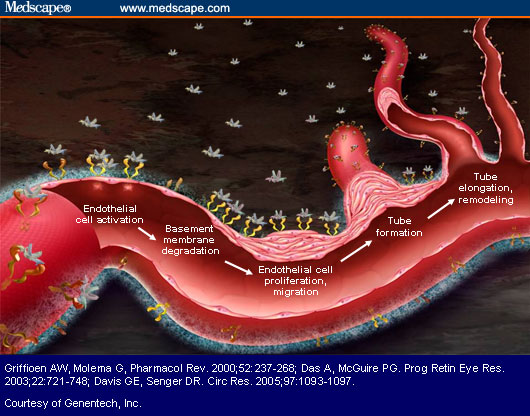 Medscape® www.medscape.com
Endothelial
cell activation
Basement
membrane
degradation
Endothelial cell
proliferation,
migration
Tube
formation
Tube
elongation,
remodeling
Griffioen AW, Molema G, Pharmacol Rev. 2000;52:237-268; Das A, McGuire PG. Prog Retin Eye Res.
2003;22:721-748; Davis GE, Senger DR. Circ Res. 2005;97:1093-1097.
Courtesy of Genentech, Inc.